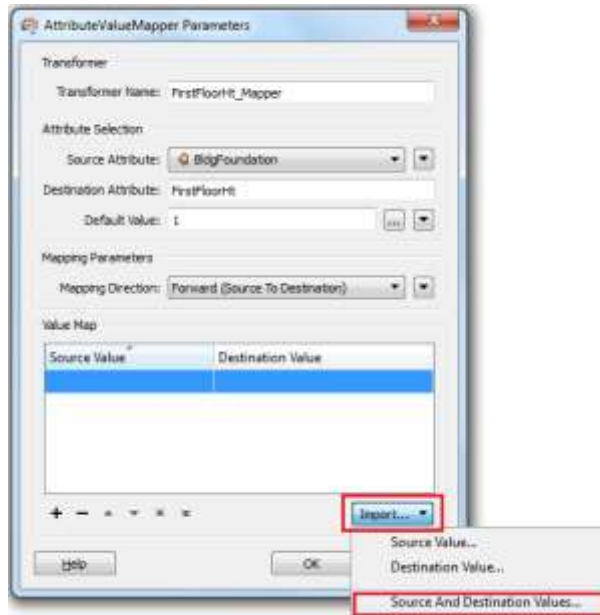 AttributeValueMapper Parameters
Transformer
Transformer Name: FirstFloorHt_Mapper
Attribute Selection
Source Attribute: BldgFoundation
Destination Attribute: FirstFloorHt
Default Value: 1
Mapping Parameters
Mapping Direction: Forward (Source To Destination)
Value Map
Source Value Destination Value
Import...
Help OK
Source Value...
Destination Value...
Source And Destination Values...